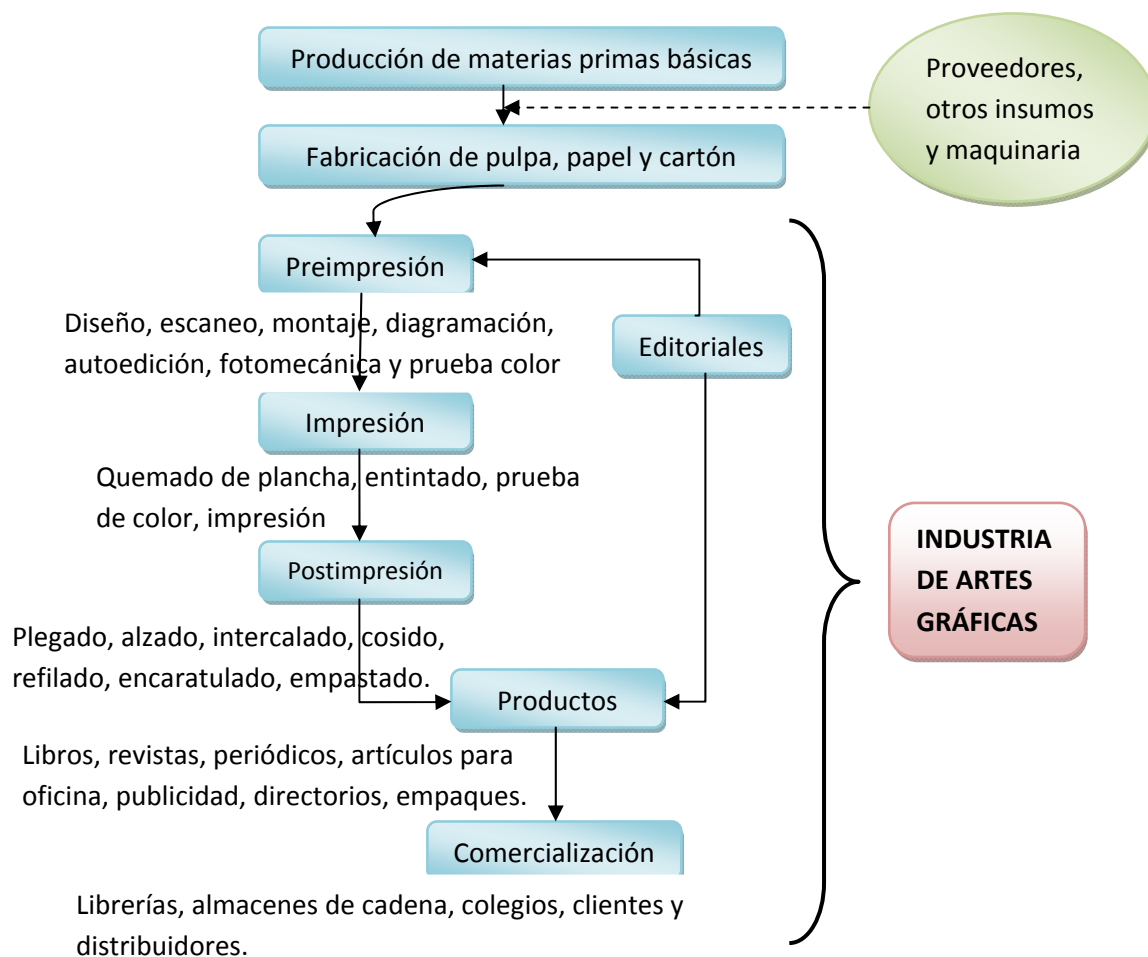 Producción de materias primas básicas
Proveedores,
otros insumos
y maquinaria
Fabricación de pulpa, papel y cartón
Preimpresión
Diseño, escaneo, montaje, diagramación,
autoedición, fotomecánica y prueba color
Editoriales
Impresión
Quemado de plancha, entintado, prueba
de color, impresión
Postimpresión
Plegado, alzado, intercalado, cosido,
refilado, encaratulado, empastado.
Productos
Libros, revistas, periódicos, artículos para
oficina, publicidad, directorios, empaques.
Comercialización
Librerías, almacenes de cadena, colegios, clientes y
distribuidores.
INDUSTRIA
DE ARTES
GRÁFICAS